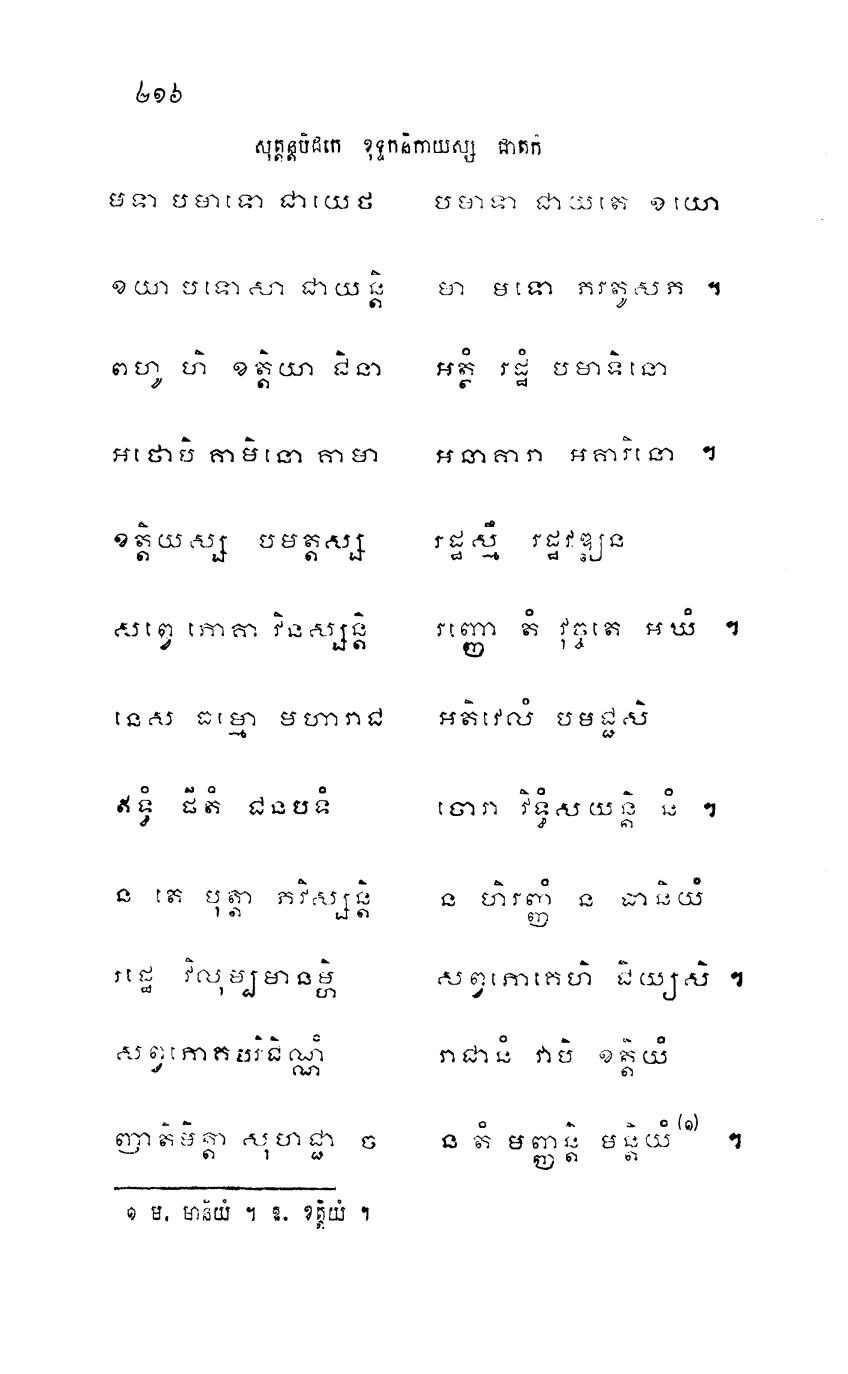 ២១៦
សុត្តន្តបិដកេ ខុទ្ទកនិកាយស្ស ជាតកំ
មទា បមាទោ ជាយេថ បមាទា ជាយតេ ខយោ
ខយា បទោសា ជាយន្តិ មា មទោ ភរតូសភ ។
ពហូ ហិ ខត្តិយា ជិនា អត្ថំ រដ្ឋំ បមាទិនោ
អថោបិ គាមិនោ គាមា អនាគារា អគារិនោ ។
ខត្តិយស្ស បមត្តស្ស រដ្ឋស្មឹ រដ្ឋវឌ្ឍន
សព្វេ ភោគា វិនស្សន្តិ រញ្ញោ តំ វុច្ចតេ អឃំ ។
នេស ធម្មោ មហារាជ អតិវេលំ បមជ្ជសិ
ឥទ្ធំ ផីតំ ជនបទំ ចោរា វិទ្ធំសយន្តិ នំ ។
ន តេ បុត្តា ភវិស្សន្តិ ន ហិរញ្ញំ ន ធានិយំ
រដ្ឋេ វិលុម្បមានម្ហិ សព្វភោគេហិ ជិយ្យសិ ។
សព្វភោគបរិជិណ្ណំ រាជានំ វាបិ ខត្តិយំ
ញាតិមិត្តា សុហជ្ជា ច ន តំ មញ្ញន្តិ មន្តិយំ (១) ។
១ ម. មានិយំ ។ ឱ. ខត្តិយំ ។